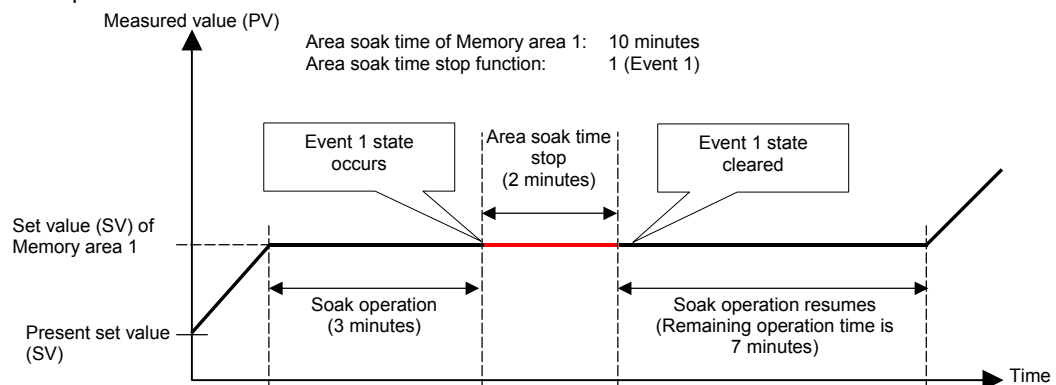 Measured value (PV)
Area soak time of Memory area 1: 10 minutes
Area soak time stop function: 1 (Event 1)
Event 1 state
occurs
Area soak time
stop
(2 minutes)
Event 1 state
cleared
Set value (SV) of
Memory area 1
Soak operation
(3 minutes)
Soak operation resumes
(Remaining operation time is
7 minutes)
Present set value
(SV)
Time